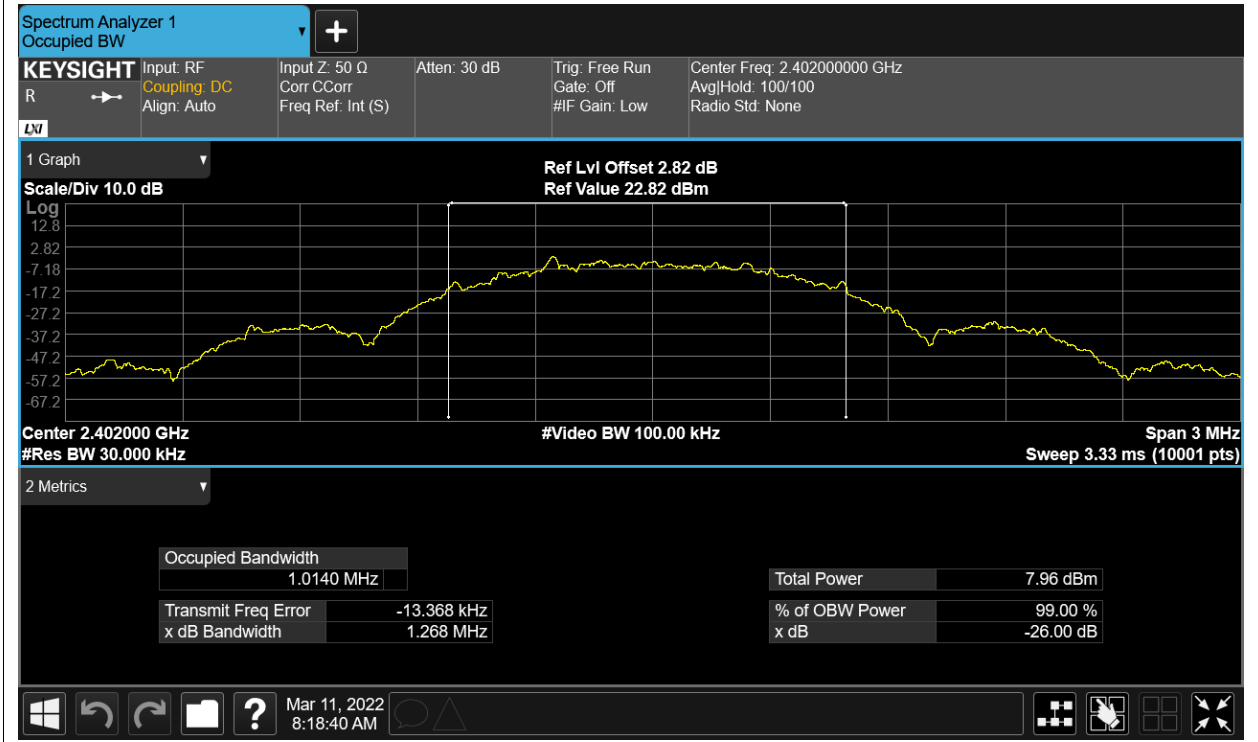 Spectrum Analyzer 1
Occupied BW
KEYSIGHT
R
LXI
Input: RF
Coupling: DC
Align: Auto
Input Z: 50 Ω
Corr CCorr
Freq Ref: Int (S)
Atten: 30 dB
Trig: Free Run
Gate: Off
#IF Gain: Low
Center Freq: 2.402000000 GHz
Avg|Hold: 100/100
Radio Std: None
1 Graph
Scale/Div 10.0 dB
Ref Lvl Offset 2.82 dB
Ref Value 22.82 dBm
Log
12.8
2.82
-7.18
-17.2
-27.2
-37.2
-47.2
-57.2
-67.2
Center 2.402000 GHz
#Video BW 100.00 kHz
Span 3 MHz
#Res BW 30.000 kHz
Sweep 3.33 ms (10001 pts)
2 Metrics
Occupied Bandwidth
1.0140 MHz
Total Power 7.96 dBm
Transmit Freq Error -13.368 kHz
% of OBW Power 99.00 %
x dB Bandwidth 1.268 MHz
x dB -26.00 dB
?
Mar 11, 2022
8:18:40 AM